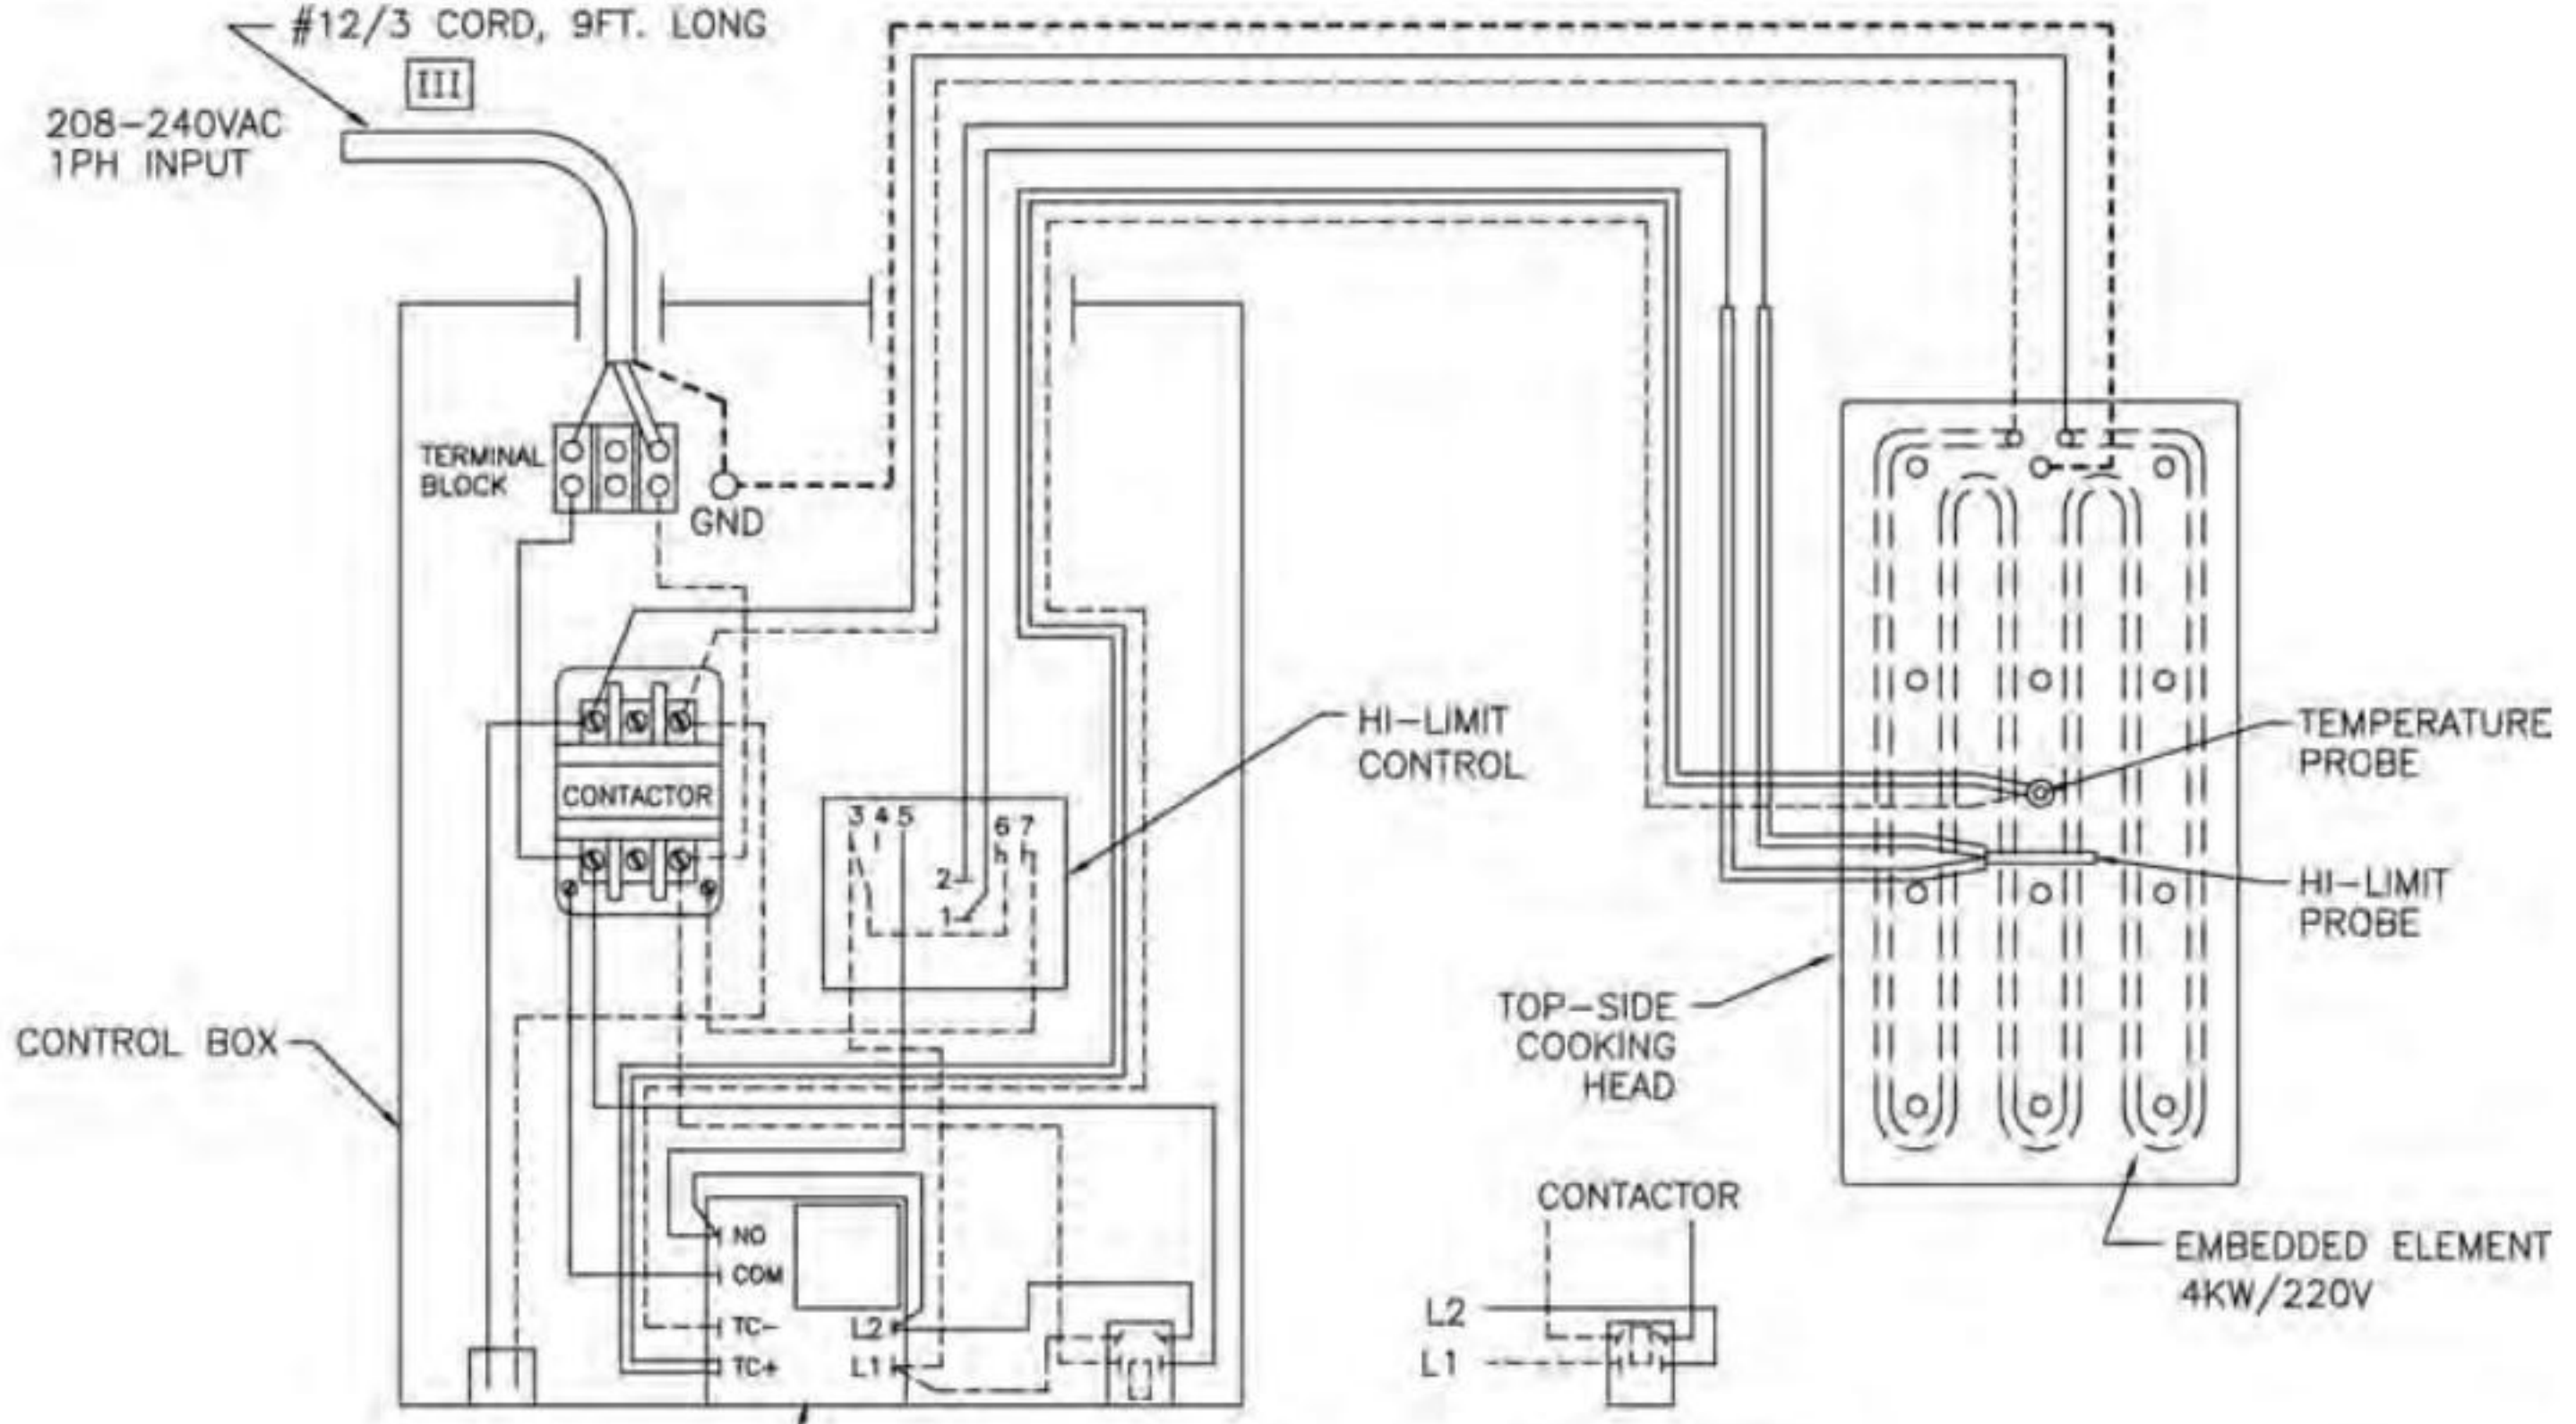 #12/3 CORD, 9FT. LONG
III
208-240VAC
1PH INPUT
TERMINAL
BLOCK
GND
CONTACTOR
HI-LIMIT
CONTROL
3 4 5
6 7
2
1
TEMPERATURE
PROBE
HI-LIMIT
PROBE
CONTROL BOX
TOP-SIDE
COOKING
HEAD
NO
COM
TC-
TC+
L2
L1
CONTACTOR
L2
L1
EMBEDDED ELEMENT
4KW/220V